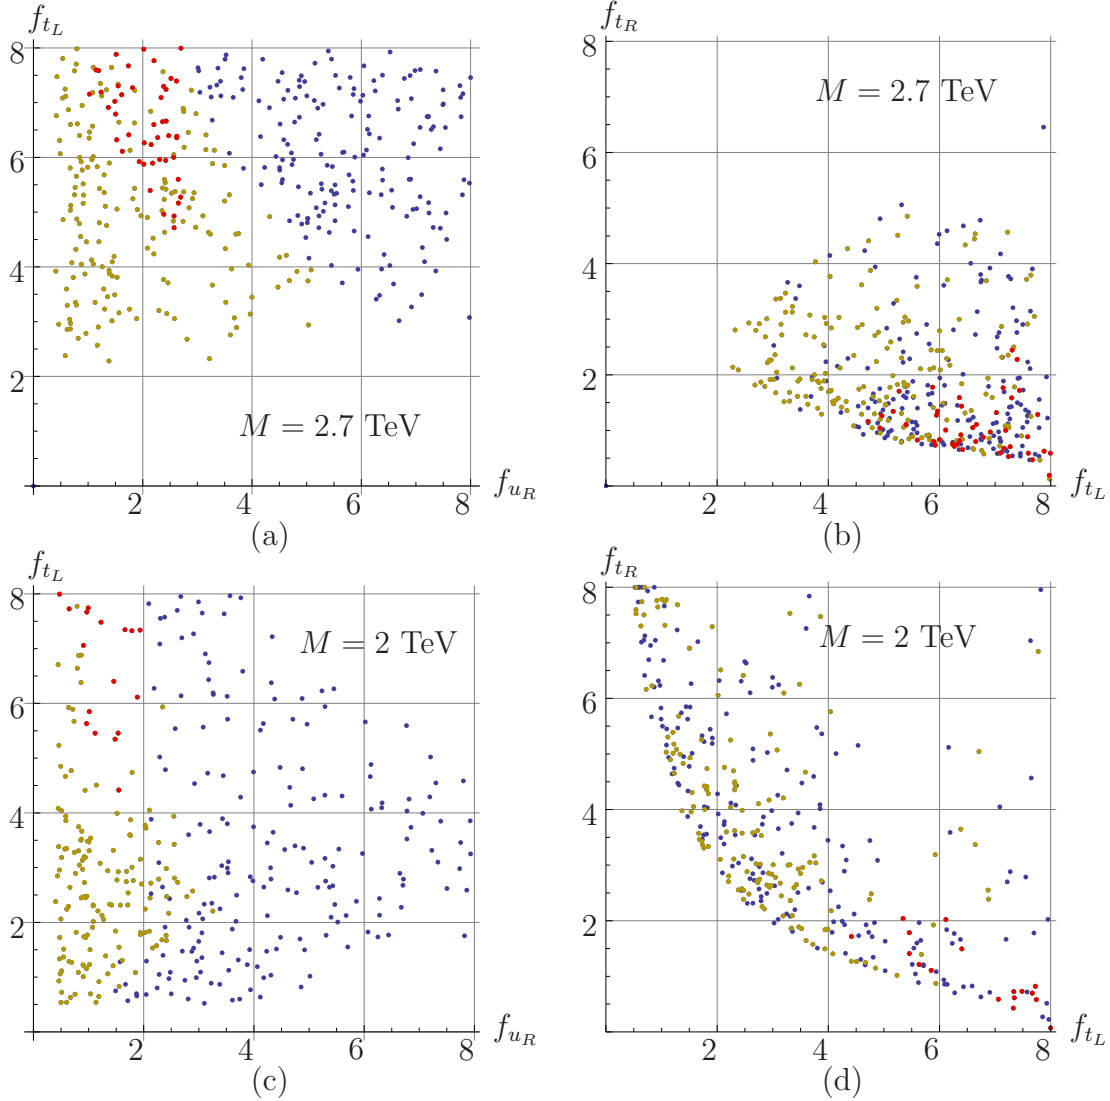 f_{t_L}
8
6
4
2
M = 2.7 TeV
2 4 6 8 f_{u_R}
(a)
f_{t_R}
8
M = 2.7 TeV
6
4
2
2 4 6 8 f_{t_L}
(b)
f_{t_L}
8
M = 2 TeV
6
4
2
2 4 6 8 f_{u_R}
(c)
f_{t_R}
8
M = 2 TeV
6
4
2
2 4 6 8 f_{t_L}
(d)